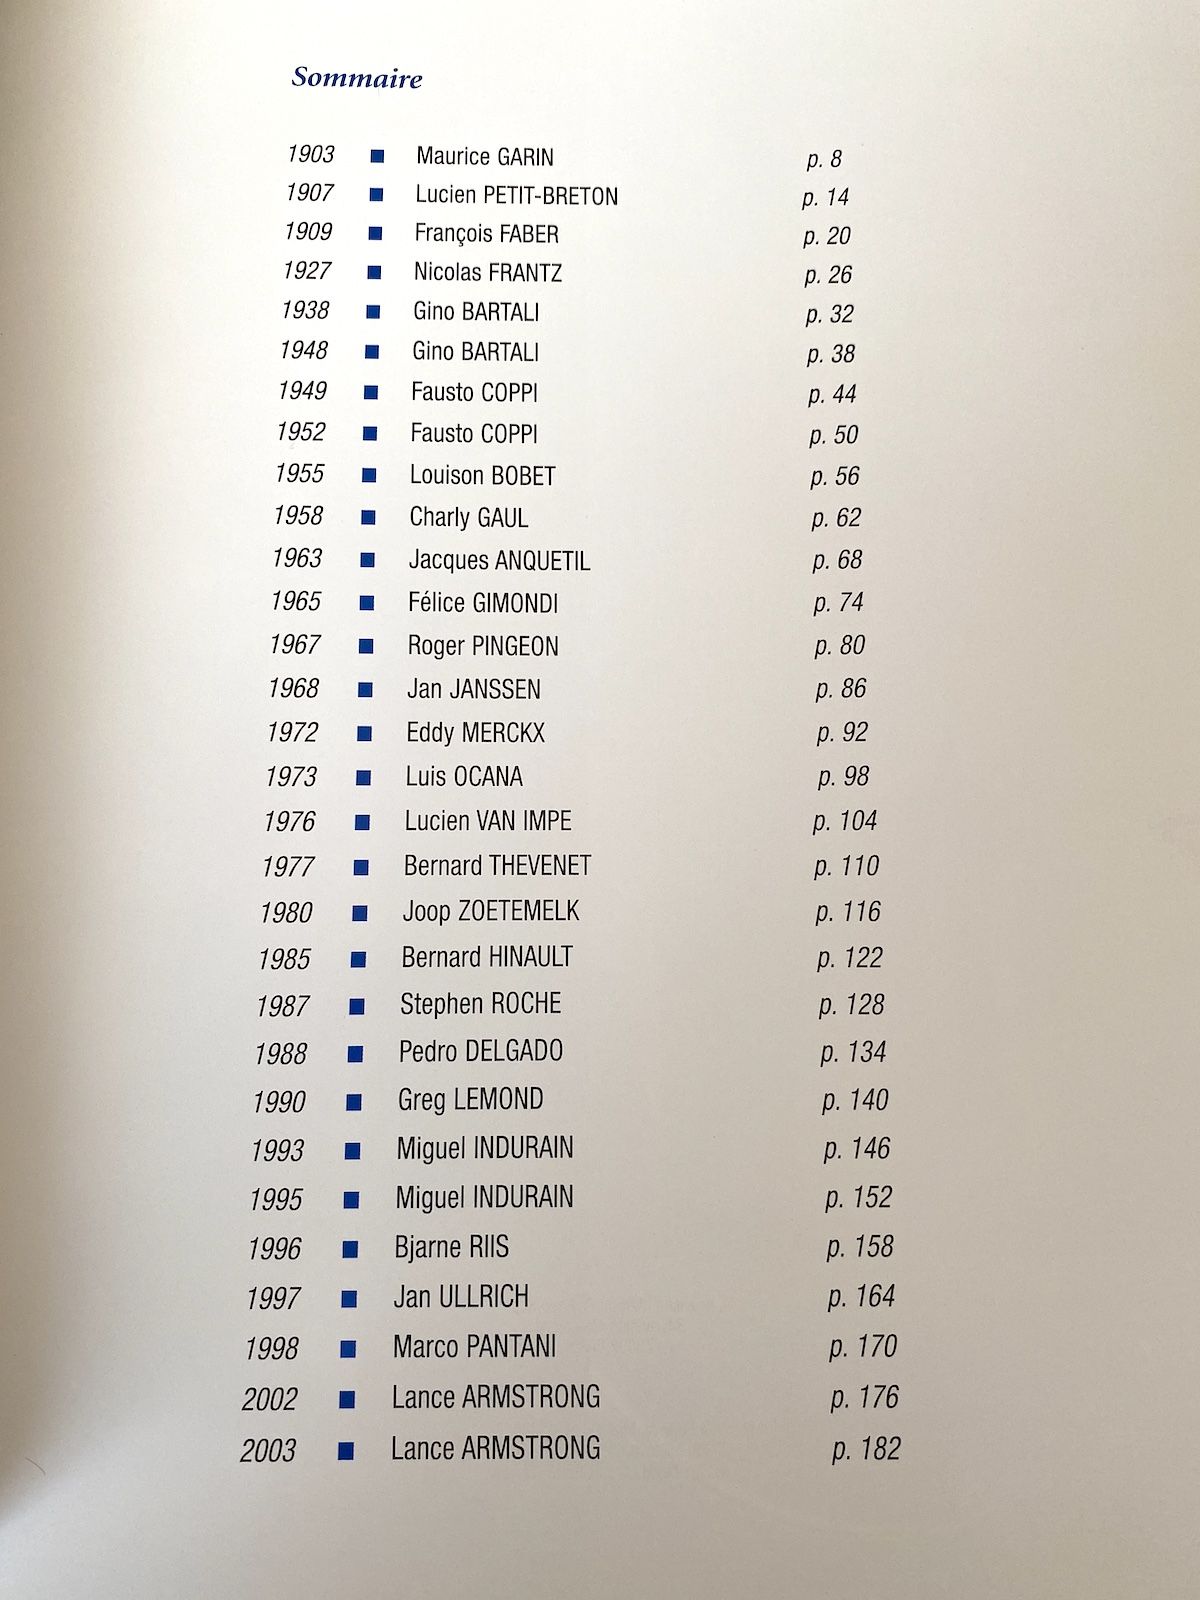 Sommaire
1903 ■ Maurice GARIN p. 8
1907 ■ Lucien PETIT-BRETON p. 14
1909 ■ François FABER p. 20
1927 ■ Nicolas FRANTZ p. 26
1938 ■ Gino BARTALI p. 32
1948 ■ Gino BARTALI p. 38
1949 ■ Fausto COPPI p. 44
1952 ■ Fausto COPPI p. 50
1955 ■ Louison BOBET p. 56
1958 ■ Charly GAUL p. 62
1963 ■ Jacques ANQUETIL p. 68
1965 ■ Félice GIMONDI p. 74
1967 ■ Roger PINGEON p. 80
1968 ■ Jan JANSSEN p. 86
1972 ■ Eddy MERCKX p. 92
1973 ■ Luis OCANA p. 98
1976 ■ Lucien VAN IMPE p. 104
1977 ■ Bernard THEVENET p. 110
1980 ■ Joop ZOETEMELK p. 116
1985 ■ Bernard HINAULT p. 122
1987 ■ Stephen ROCHE p. 128
1988 ■ Pedro DELGADO p. 134
1990 ■ Greg LEMOND p. 140
1993 ■ Miguel INDURAIN p. 146
1995 ■ Miguel INDURAIN p. 152
1996 ■ Bjarne RIIS p. 158
1997 ■ Jan ULLRICH p. 164
1998 ■ Marco PANTANI p. 170
2002 ■ Lance ARMSTRONG p. 176
2003 ■ Lance ARMSTRONG p. 182